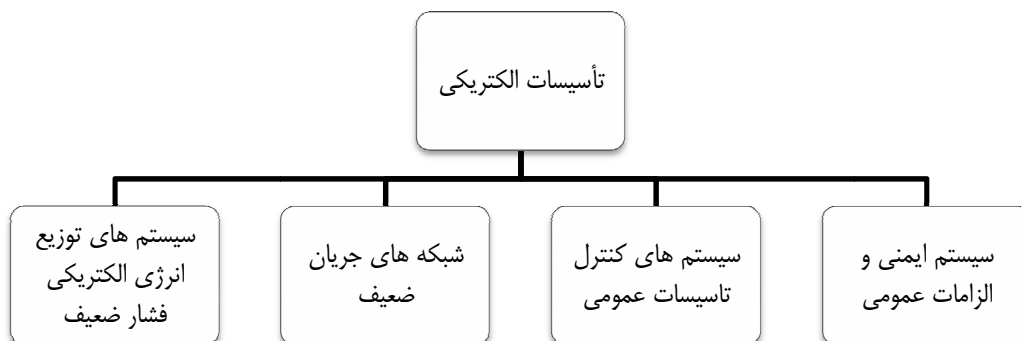 تأسیسات الکتریکی
سیستم ایمنی و
الزامات عمومی
سیستم های کنترل
تاسیسات عمومی
شبکه های جریان
ضعیف
سیستم های توزیع
انرژی الکتریکی
فشار ضعیف